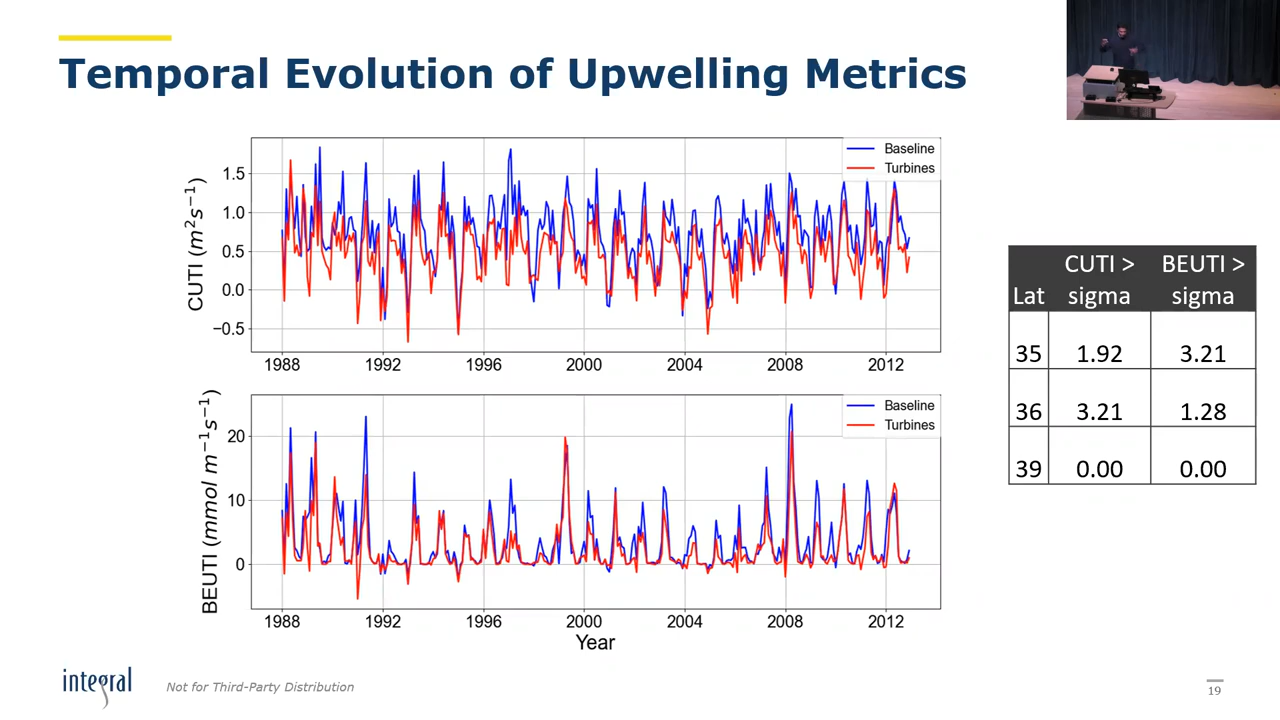 Temporal Evolution of Upwelling Metrics
CUTI (m²s⁻¹)
1.5
1.0
0.5
0.0
−0.5
Baseline
Turbines
1988 1992 1996 2000 2004 2008 2012
BEUTI (mmol m⁻¹s⁻¹)
20
10
0
Baseline
Turbines
1988 1992 1996 2000 2004 2008 2012
Year
Lat CUTI > sigma BEUTI > sigma
35 1.92 3.21
36 3.21 1.28
39 0.00 0.00
integral
Not for Third-Party Distribution
19